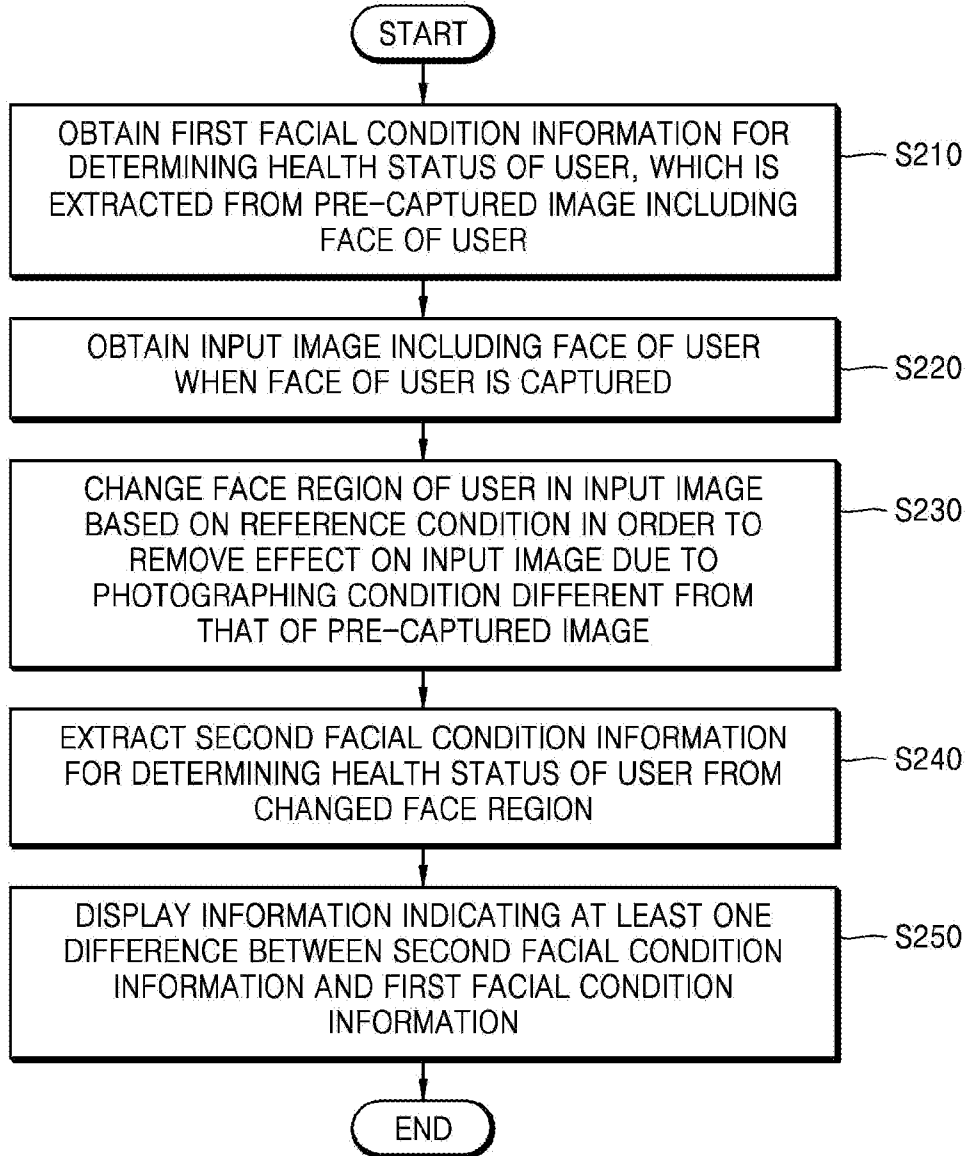 START
OBTAIN FIRST FACIAL CONDITION INFORMATION FOR
DETERMINING HEALTH STATUS OF USER, WHICH IS
EXTRACTED FROM PRE-CAPTURED IMAGE INCLUDING
FACE OF USER
S210
OBTAIN INPUT IMAGE INCLUDING FACE OF USER
WHEN FACE OF USER IS CAPTURED
S220
CHANGE FACE REGION OF USER IN INPUT IMAGE
BASED ON REFERENCE CONDITION IN ORDER TO
REMOVE EFFECT ON INPUT IMAGE DUE TO
PHOTOGRAPHING CONDITION DIFFERENT FROM
THAT OF PRE-CAPTURED IMAGE
S230
EXTRACT SECOND FACIAL CONDITION INFORMATION
FOR DETERMINING HEALTH STATUS OF USER FROM
CHANGED FACE REGION
S240
DISPLAY INFORMATION INDICATING AT LEAST ONE
DIFFERENCE BETWEEN SECOND FACIAL CONDITION
INFORMATION AND FIRST FACIAL CONDITION
INFORMATION
S250
END